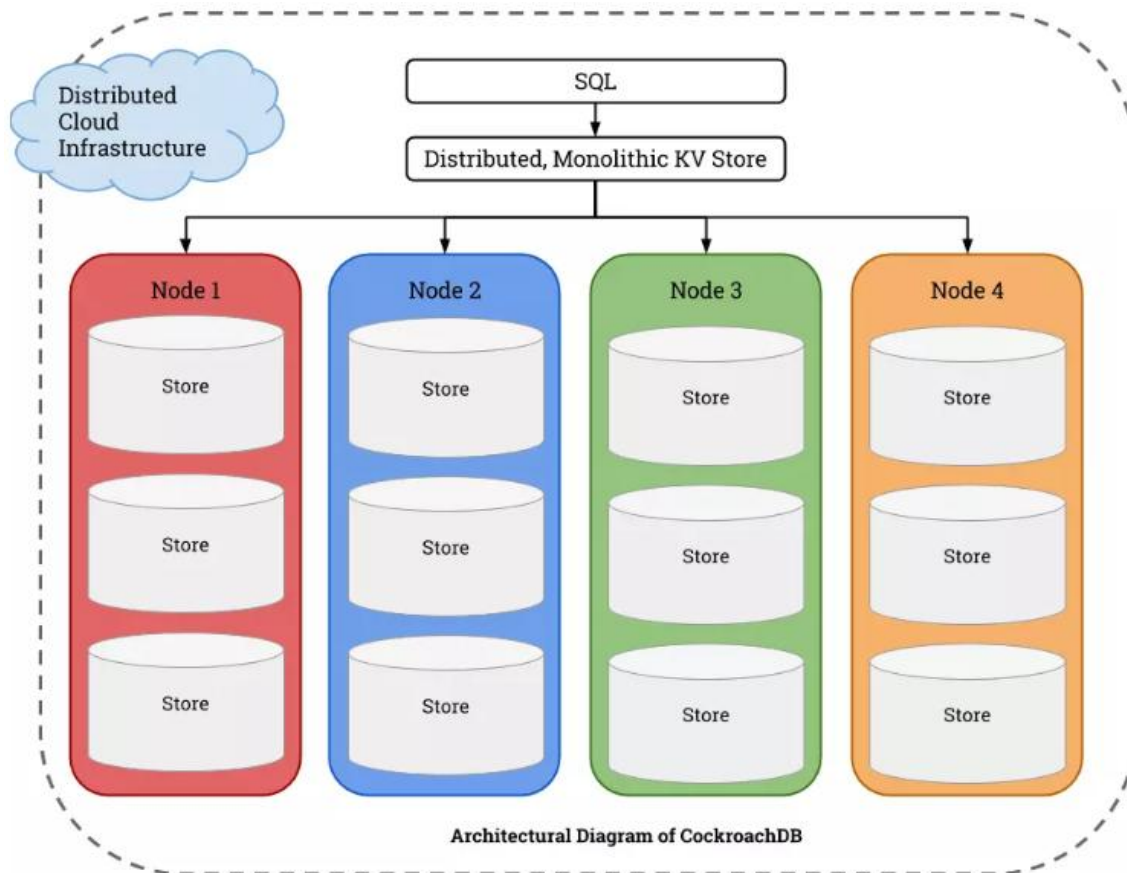 Distributed
Cloud
Infrastructure
SQL
Distributed, Monolithic KV Store
Node 1
Store
Store
Store
Node 2
Store
Store
Store
Node 3
Store
Store
Store
Node 4
Store
Store
Store
Architectural Diagram of CockroachDB